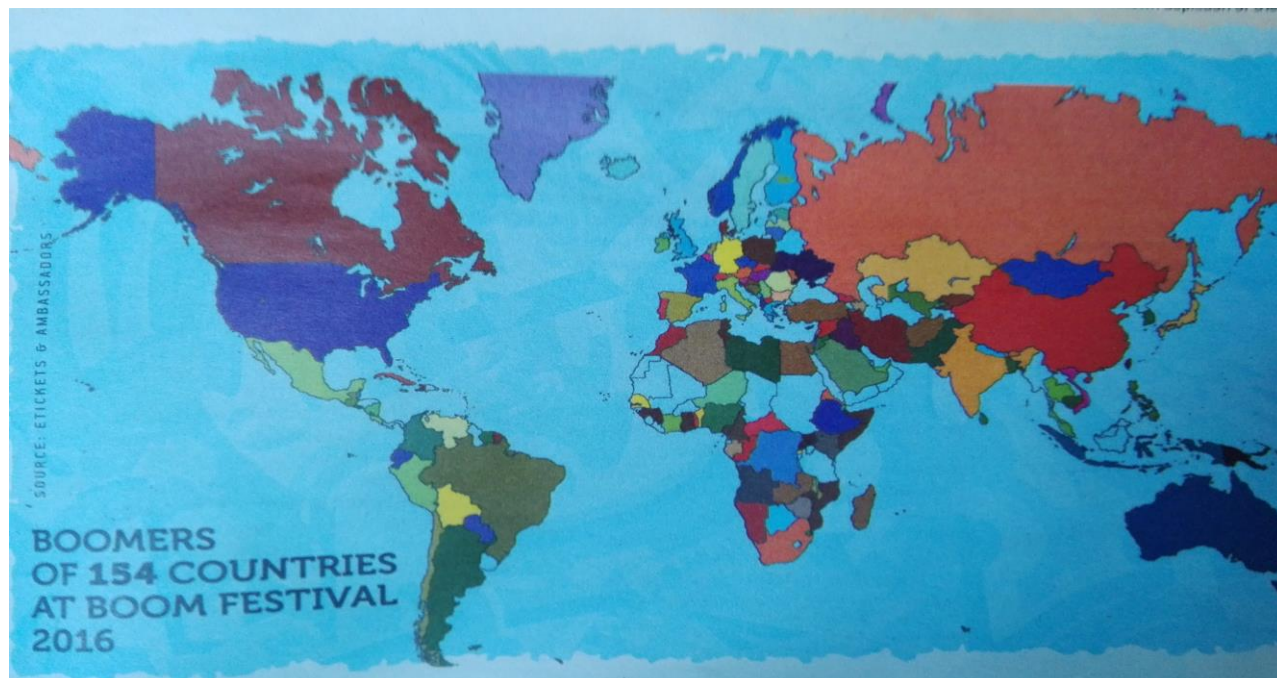 SOURCE: ETICKETS & AMBASSADORS
BOOMERS
OF 154 COUNTRIES
AT BOOM FESTIVAL
2016